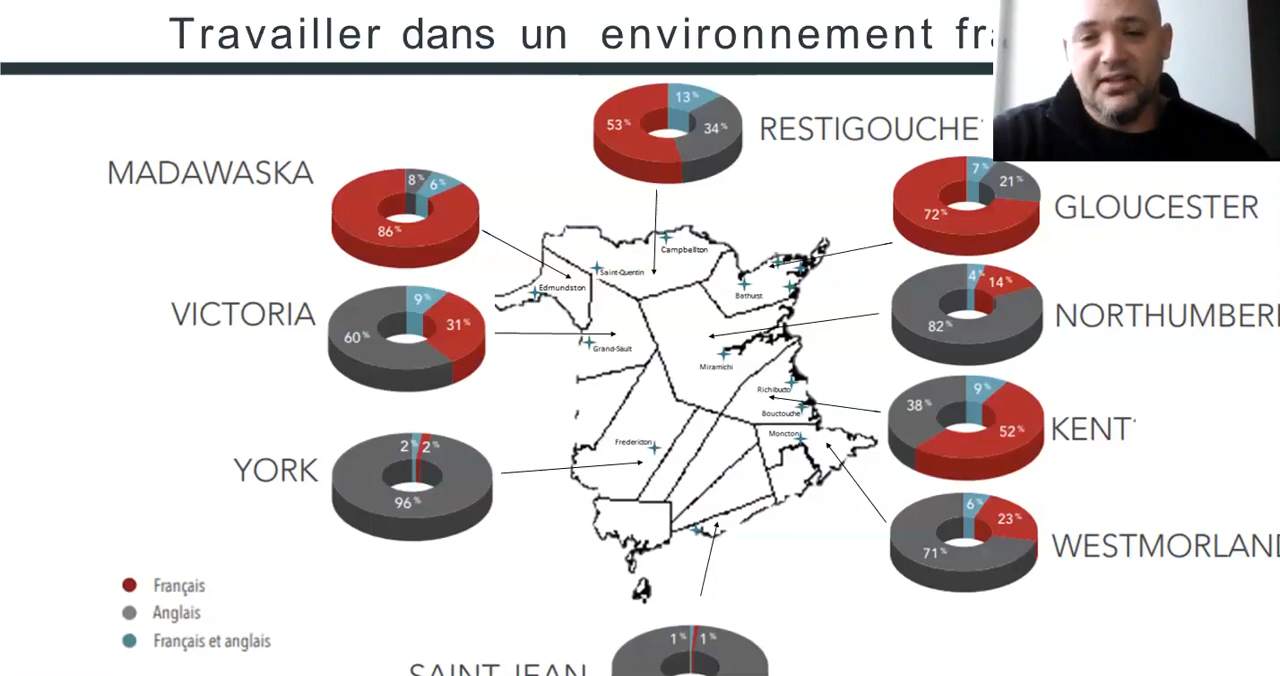 Travailler dans un environnement
RESTIGOUCHE
53%
13%
34%
MADAWASKA
8%
6%
86%
7%
21%
72%
GLOUCESTER
VICTORIA
9%
31%
60%
4%
14%
82%
NORTHUMBER
Campbellton
Saint-Quentin
Edmundston
Bathurst
Grand-Sault
Miramichi
Richibucto
Bouctouche
Moncton
Fredericton
9%
38%
52%
KENT*
YORK
2%
2%
96%
6%
23%
71%
WESTMORLAND
Français
Anglais
Français et anglais
1%
1%
SAINT JEAN